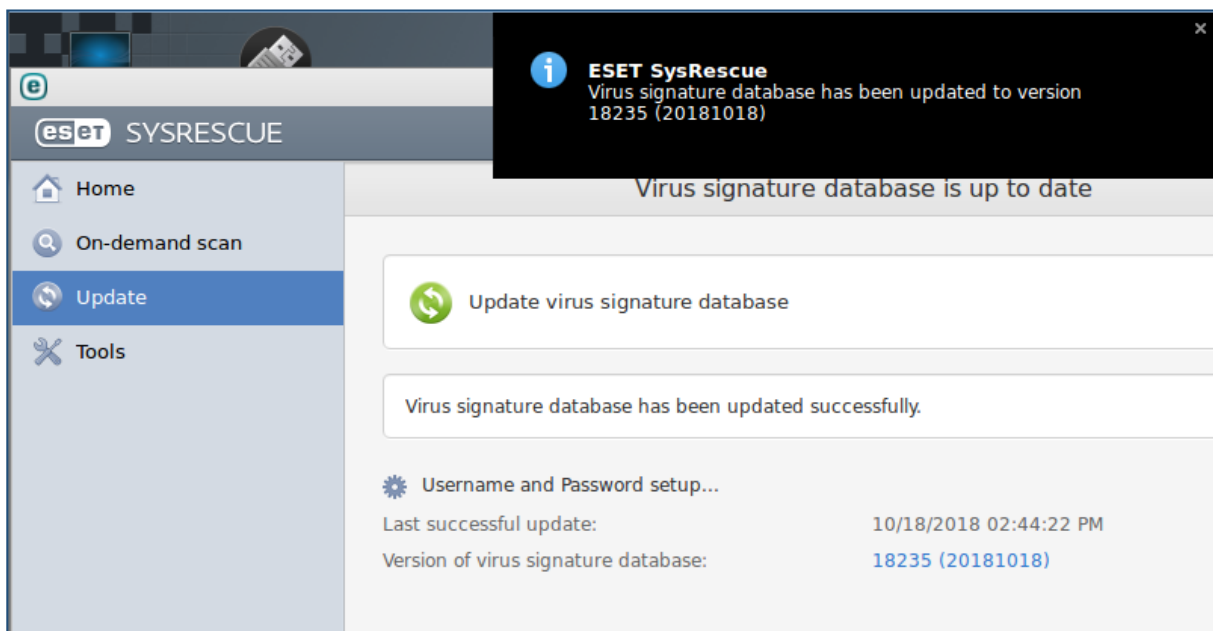 ESET SysRescue
Virus signature database has been updated to version
18235 (20181018)
eseT SYSRESCUE
Virus signature database is up to date
Home
On-demand scan
Update
Tools
Update virus signature database
Virus signature database has been updated successfully.
Username and Password setup...
Last successful update: 10/18/2018 02:44:22 PM
Version of virus signature database: 18235 (20181018)